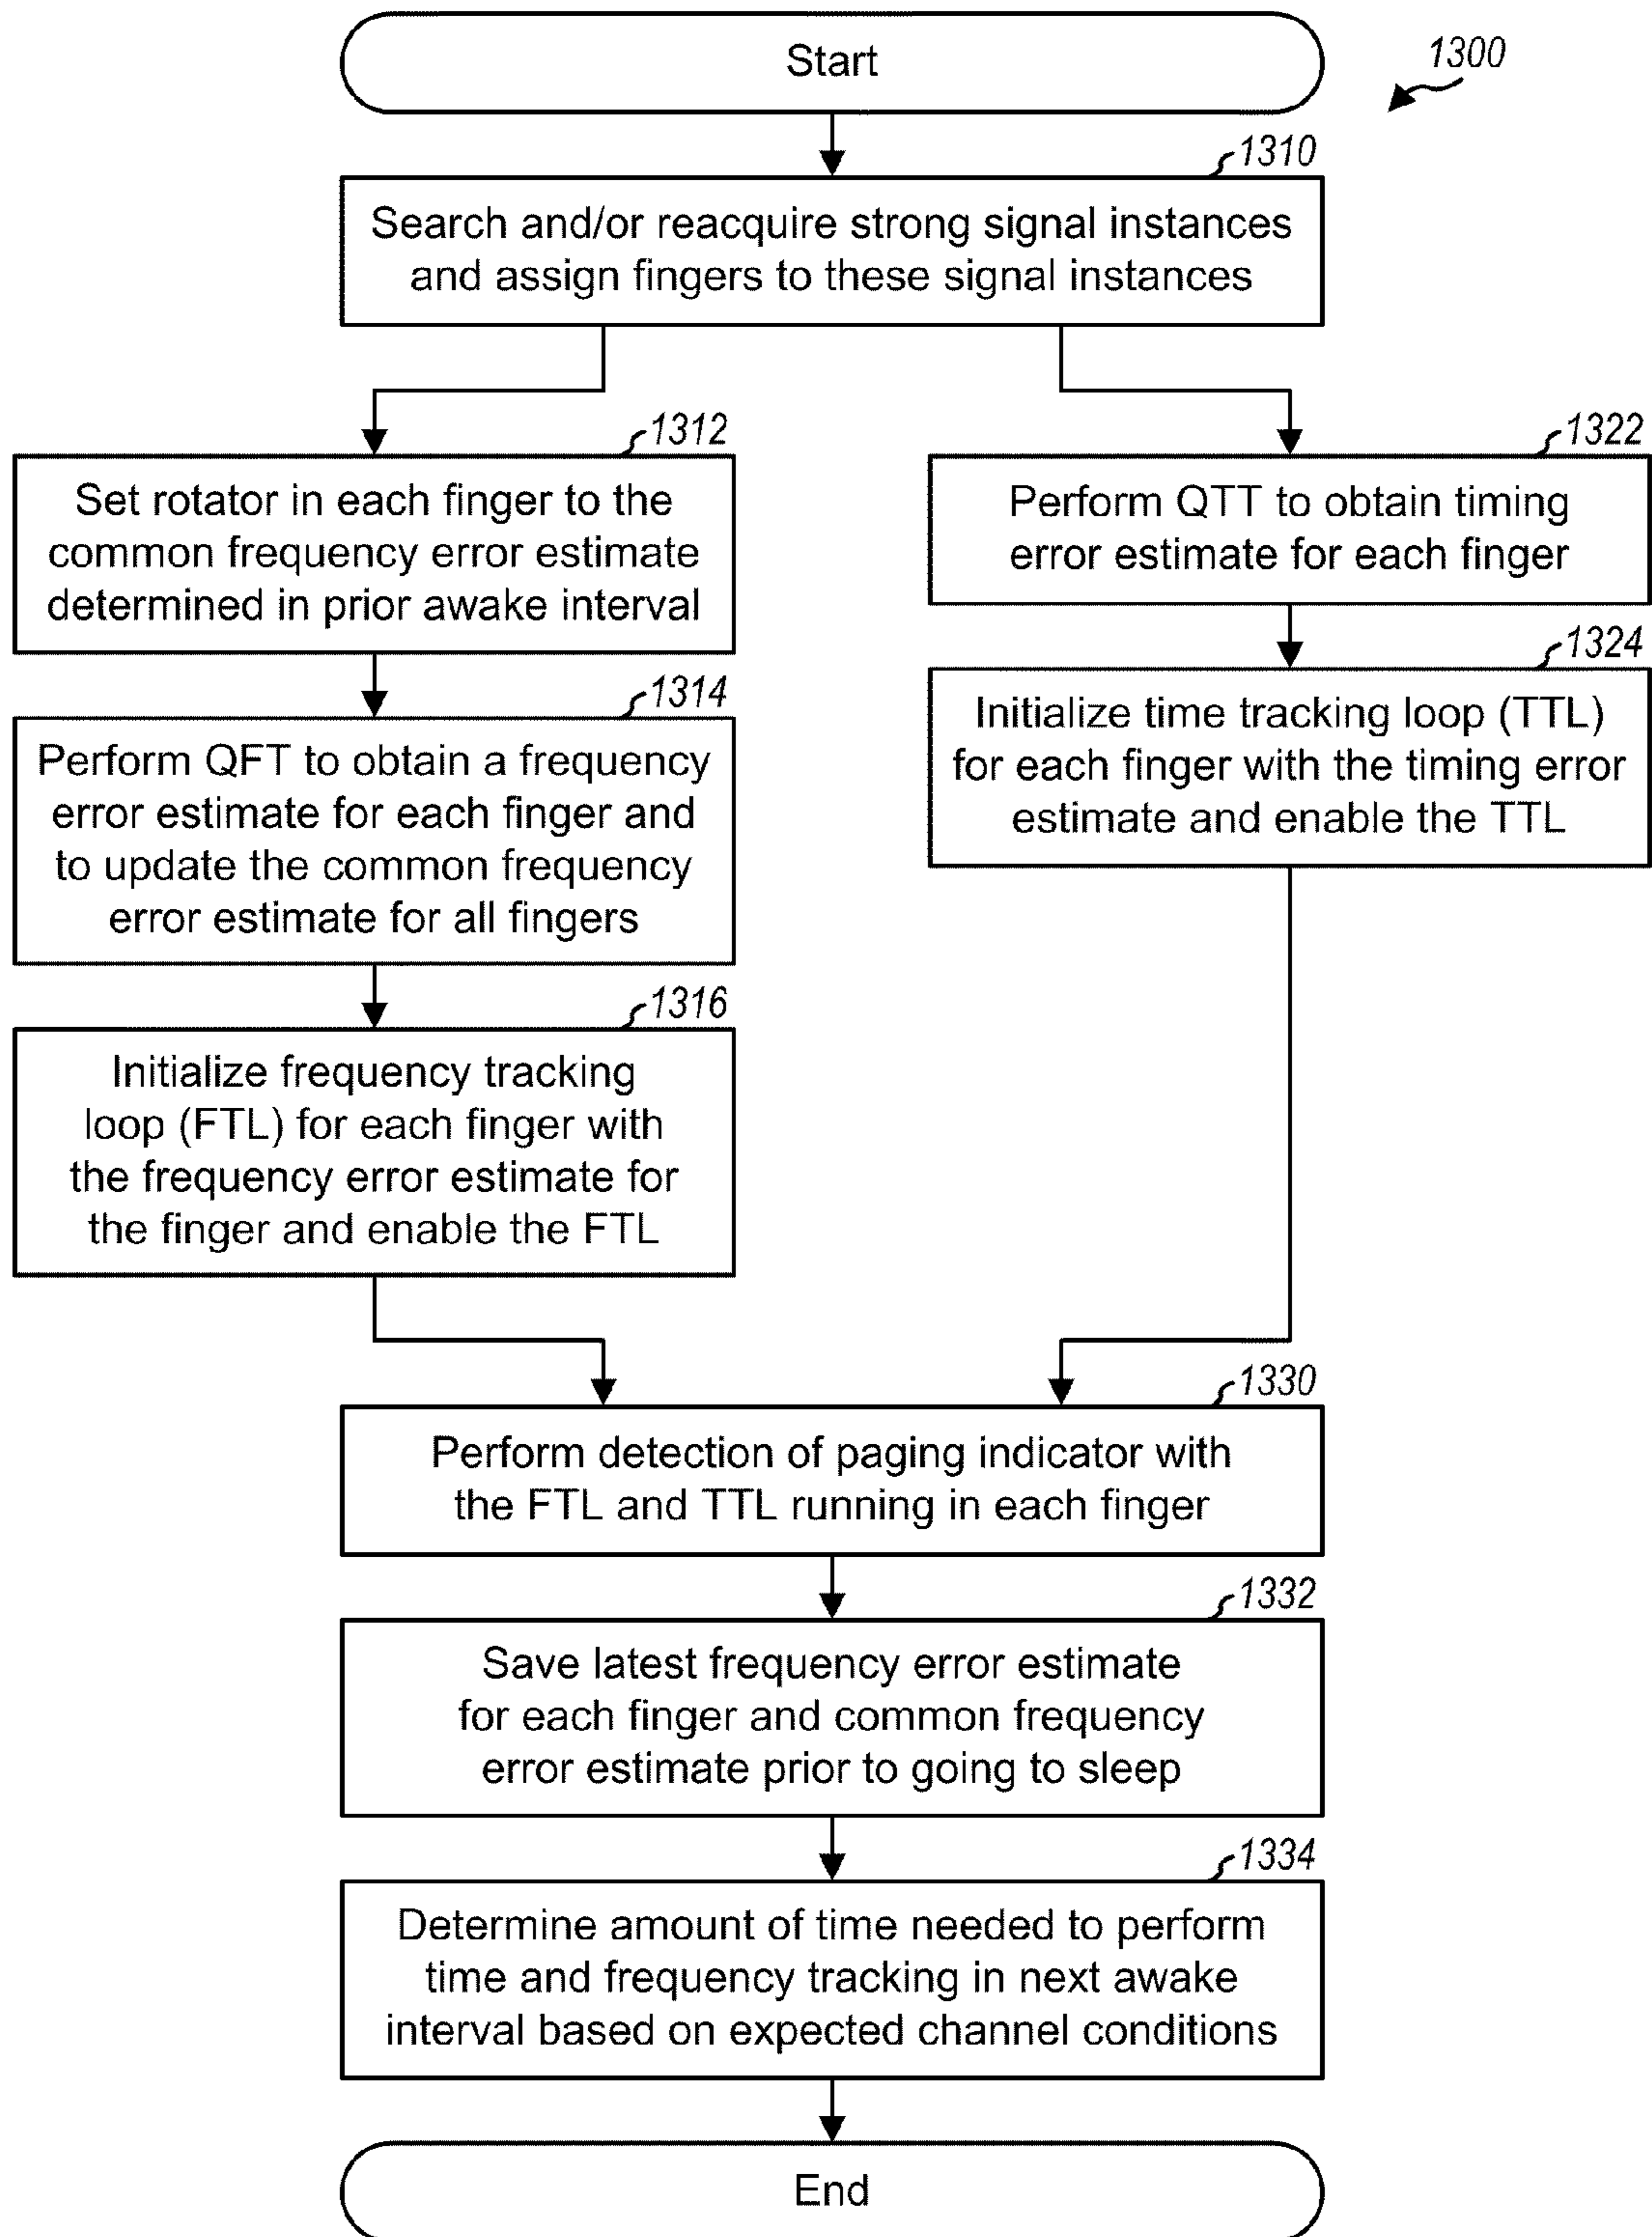 Start
1300
1310
Search and/or reacquire strong signal instances
and assign fingers to these signal instances
1312
Set rotator in each finger to the
common frequency error estimate
determined in prior awake interval
1314
Perform QFT to obtain a frequency
error estimate for each finger and
to update the common frequency
error estimate for all fingers
1316
Initialize frequency tracking
loop (FTL) for each finger with
the frequency error estimate for
the finger and enable the FTL
1322
Perform QTT to obtain timing
error estimate for each finger
1324
Initialize time tracking loop (TTL)
for each finger with the timing error
estimate and enable the TTL
1330
Perform detection of paging indicator with
the FTL and TTL running in each finger
1332
Save latest frequency error estimate
for each finger and common frequency
error estimate prior to going to sleep
1334
Determine amount of time needed to perform
time and frequency tracking in next awake
interval based on expected channel conditions
End